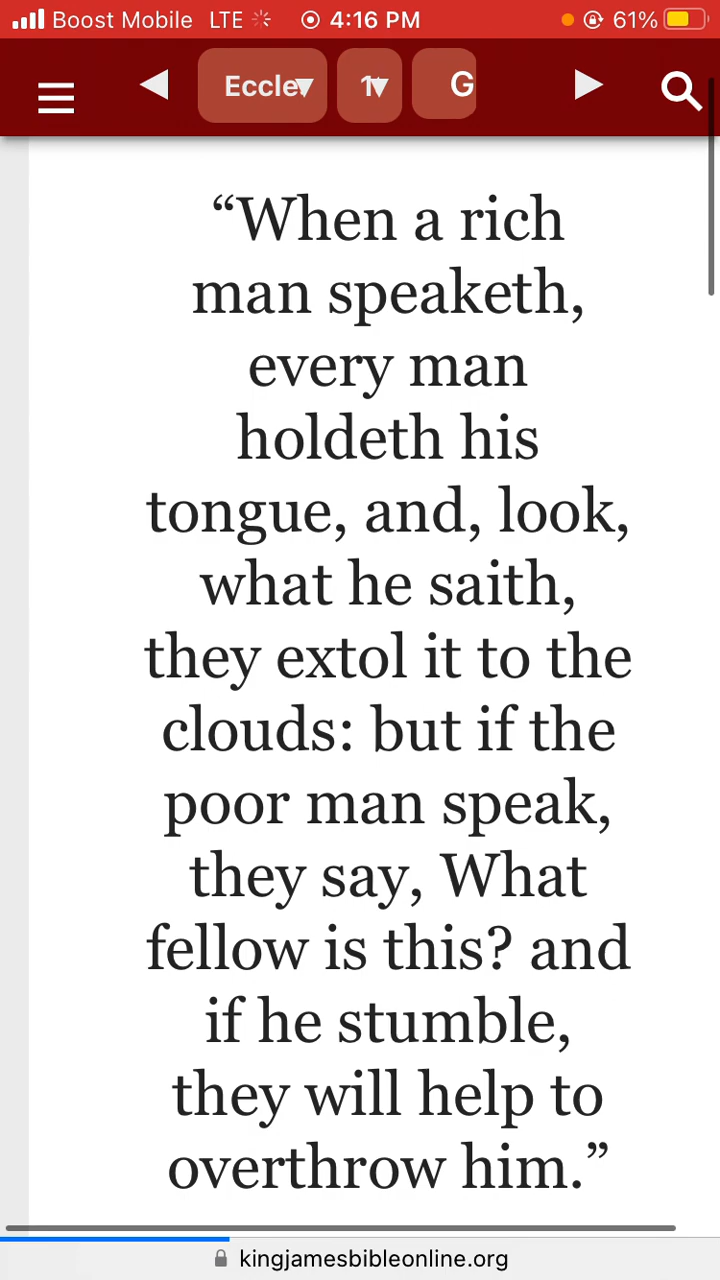 Boost Mobile LTE 4:16 PM 61%
Eccle 1 G
“When a rich
man speaketh,
every man
holdeth his
tongue, and, look,
what he saith,
they extol it to the
clouds: but if the
poor man speak,
they say, What
fellow is this? and
if he stumble,
they will help to
overthrow him.”
kingjamesbibleonline.org